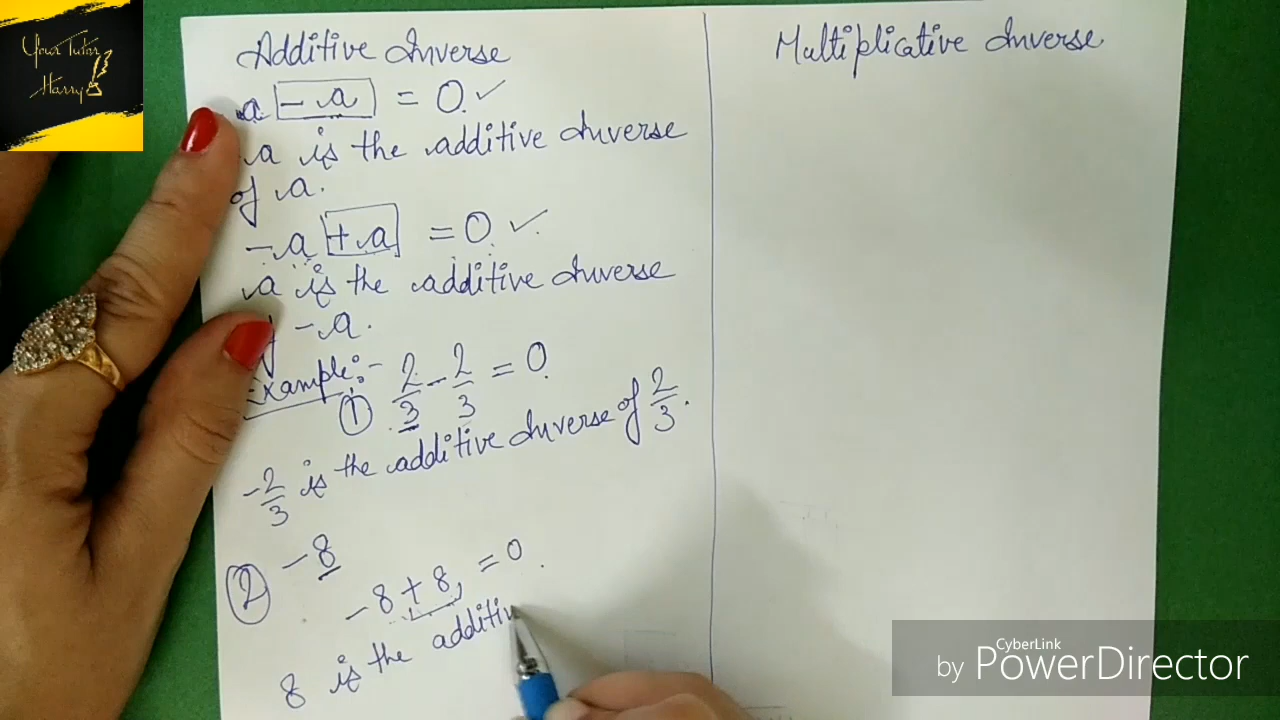 Your Tutor
Harry
Additive Inverse
a - a = 0
a is the additive Inverse
of a.
- a + a = 0
a is the additive Inverse
- a.
Example:-
① 2/3 - 2/3 = 0
-2/3 is the additive Inverse of 2/3.
② -8
-8 + 8 = 0
8 is the additiv
Multiplicative Inverse
CyberLink
by PowerDirector